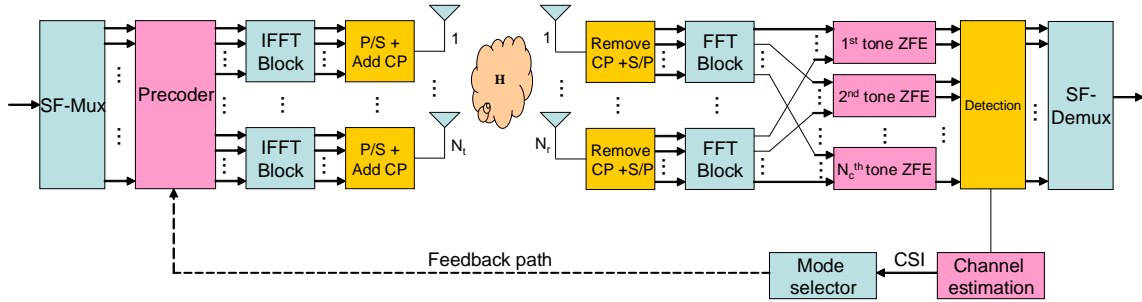 SF-Mux
Precoder
IFFT
Block
P/S +
Add CP
1
IFFT
Block
P/S +
Add CP
Nt
H
1
Remove
CP +S/P
FFT
Block
Nr
Remove
CP +S/P
FFT
Block
1st tone ZFE
2nd tone ZFE
Ncth tone ZFE
Detection
SF-
Demux
Feedback path
Mode
selector
CSI
Channel
estimation